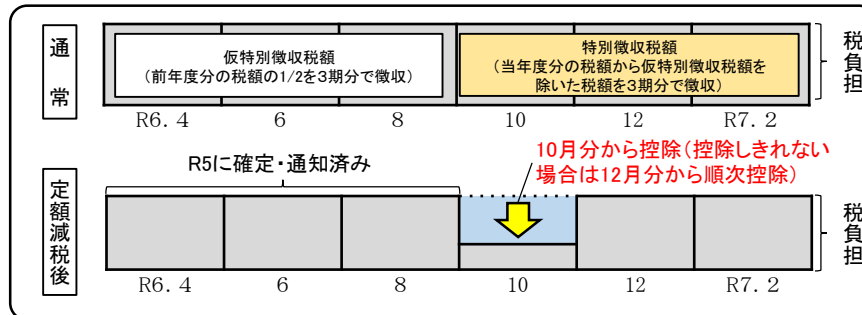 通常
仮特別徴収税額
(前年度分の税額の1/2を3期分で徴収)
特別徴収税額
(当年度分の税額から仮特別徴収税額を
除いた税額を3期分で徴収)
税負担
R6.4 6 8 10 12 R7.2
R5に確定・通知済み
10月分から控除(控除しきれない
場合は12月分から順次控除)
定額減税後
税負担
R6.4 6 8 10 12 R7.2